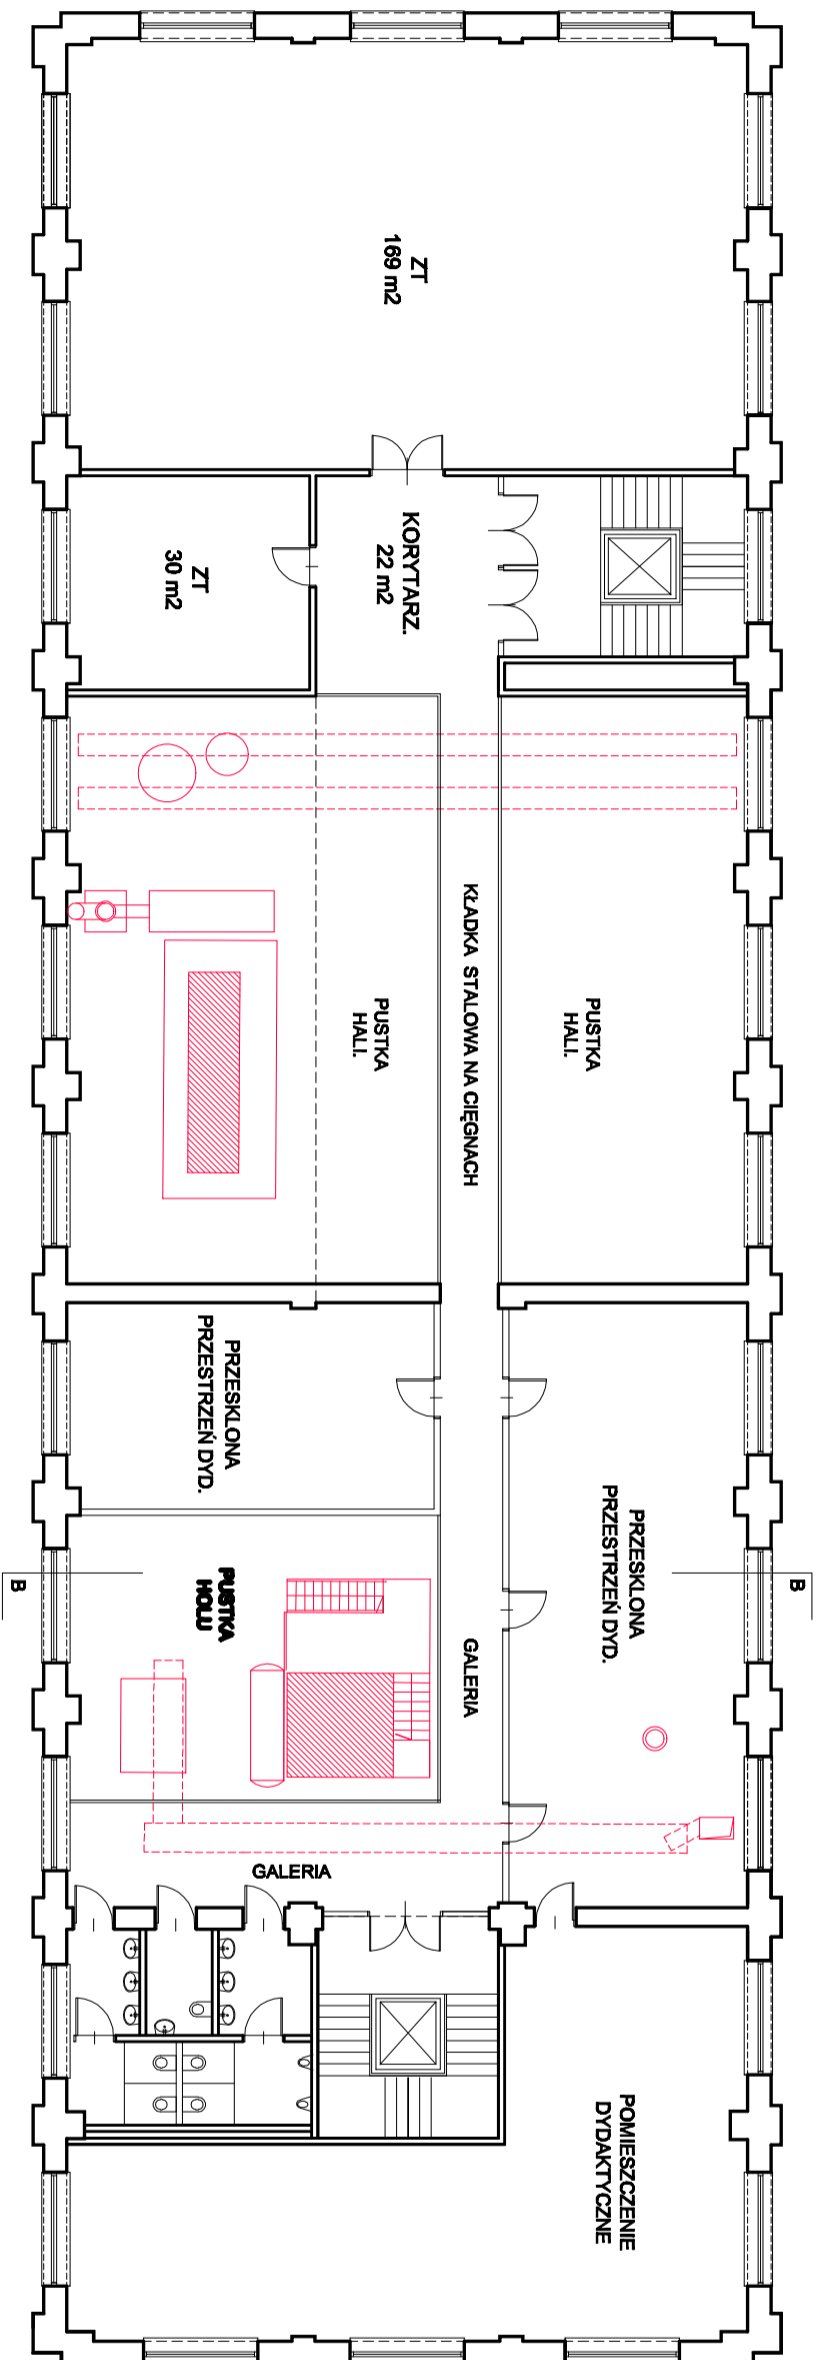 ZT
169 m2
ZT
30 m2
KORYTARZ.
22 m2
PUSTKA
HALI.
KŁADKA STALOWA NA CIĘGNACH
PUSTKA
HALI.
PRZESKLONA
PRZESTRZEŃ DYD.
PRZESKLONA
PRZESTRZEŃ DYD.
B
B
PUSTKA
HOLU
GALERIA
GALERIA
POMIESZCZENIE
DYDAKTYCZNE